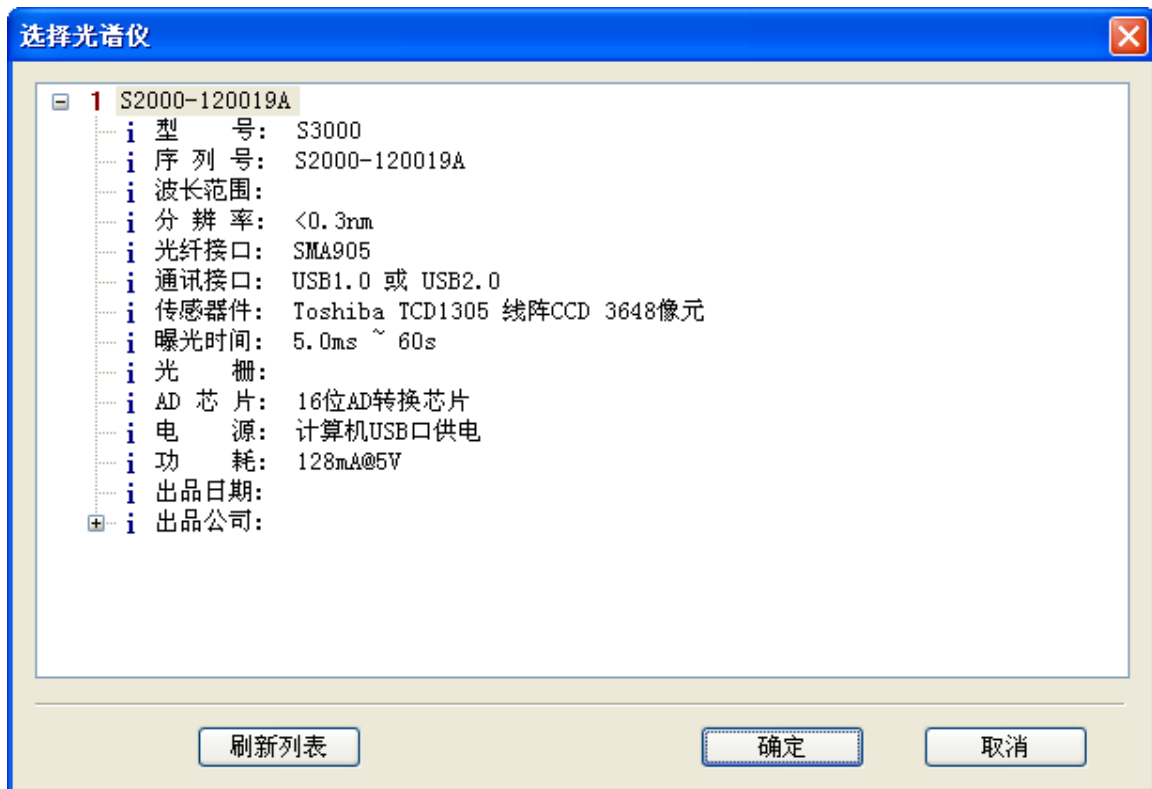 选择光谱仪
1 S2000-120019A
i 型 号: S3000
i 序 列 号: S2000-120019A
i 波长范围:
i 分 辨 率: <0.3nm
i 光纤接口: SMA905
i 通讯接口: USB1.0 或 USB2.0
i 传感器件: Toshiba TCD1305 线阵CCD 3648像元
i 曝光时间: 5.0ms ~ 60s
i 光 栅:
i AD 芯 片: 16位AD转换芯片
i 电 源: 计算机USB口供电
i 功 耗: 128mA@5V
i 出品日期:
i 出品公司:
刷新列表 确定 取消